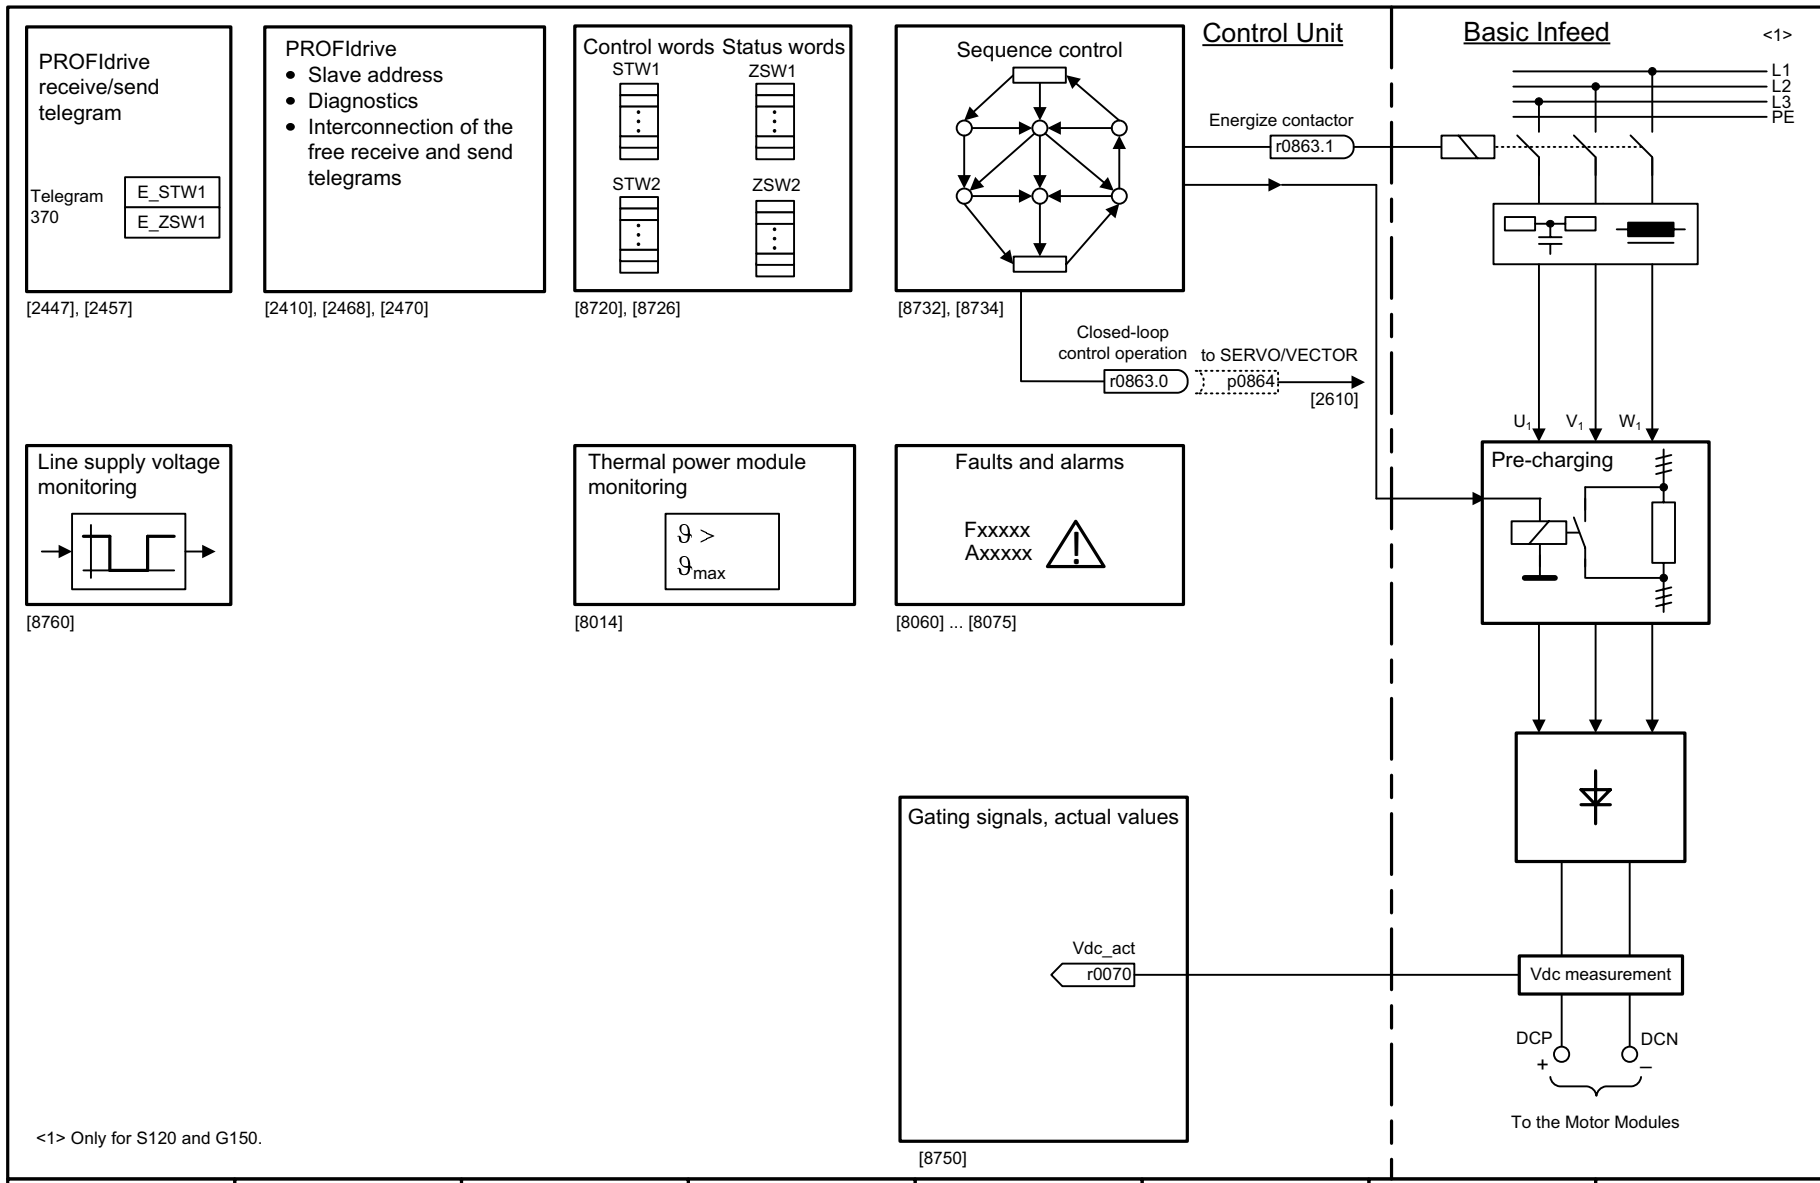 PROFIdrive
receive/send
telegram
Telegram
370
E_STW1
E_ZSW1
[2447], [2457]
PROFIdrive
• Slave address
• Diagnostics
• Interconnection of the
free receive and send
telegrams
[2410], [2468], [2470]
Control words Status words
STW1 ZSW1
STW2 ZSW2
[8720], [8726]
Sequence control
[8732], [8734]
Control Unit
Energize contactor
r0863.1
Closed-loop
control operation
r0863.0
to SERVO/VECTOR
p0864
[2610]
Basic Infeed
<1>
L1
L2
L3
PE
U1 V1 W1
Pre-charging
Line supply voltage
monitoring
[8760]
Thermal power module
monitoring
ϑ >
ϑmax
[8014]
Faults and alarms
Fxxxxx
Axxxxx
!
[8060] ... [8075]
Gating signals, actual values
Vdc_act
r0070
[8750]
Vdc measurement
DCP DCN
+ –
To the Motor Modules
<1> Only for S120 and G150.